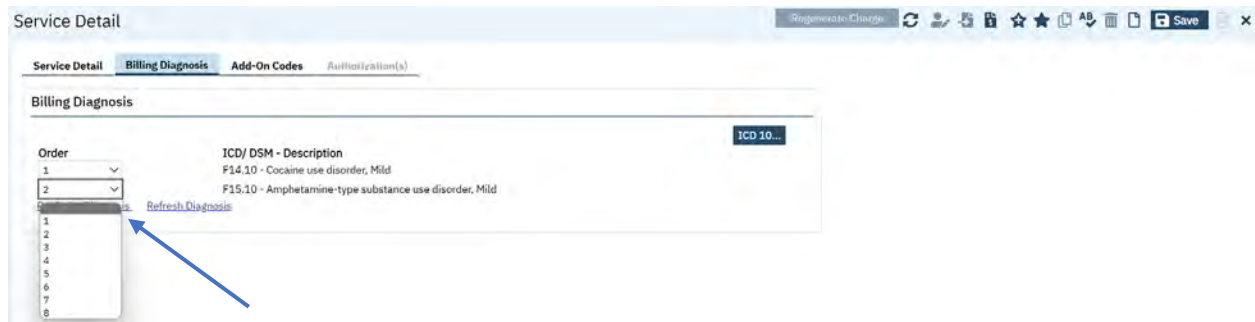 Service Detail
Regenerate Charge
Save
Service Detail Billing Diagnosis Add-On Codes Authorization(s)
Billing Diagnosis
ICD 10...
Order ICD/ DSM - Description
1 F14.10 - Cocaine use disorder, Mild
2 F15.10 - Amphetamine-type substance use disorder, Mild
Refresh Diagnosis
1
2
3
4
5
6
7
8